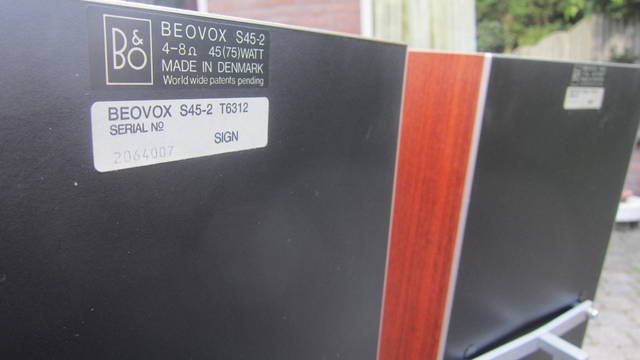 B&O
BEOVOX S45-2
4-8Ω 45(75)WATT
MADE IN DENMARK
World wide patents pending
BEOVOX S45-2 T6312
SERIAL Nº
SIGN
2064007